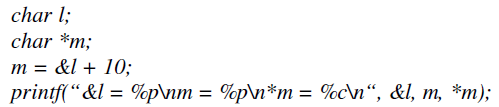 char l;
char *m;
m = &l + 10;
printf(“&l = %p\nm = %p\n*m = %c\n“, &l, m, *m);